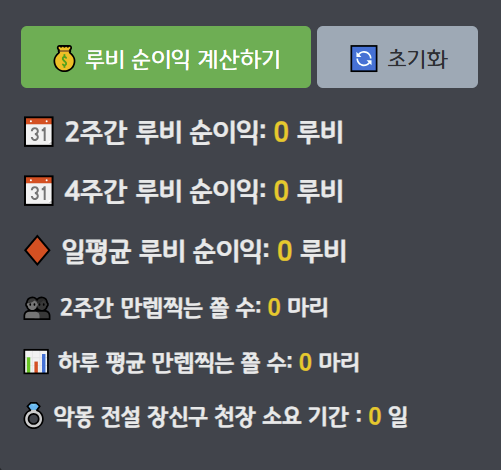 루비 순이익 계산하기
초기화
2주간 루비 순이익: 0 루비
4주간 루비 순이익: 0 루비
일평균 루비 순이익: 0 루비
2주간 만렙찍는 쫄 수: 0 마리
하루 평균 만렙찍는 쫄 수: 0 마리
악몽 전설 장신구 천장 소요 기간 : 0 일